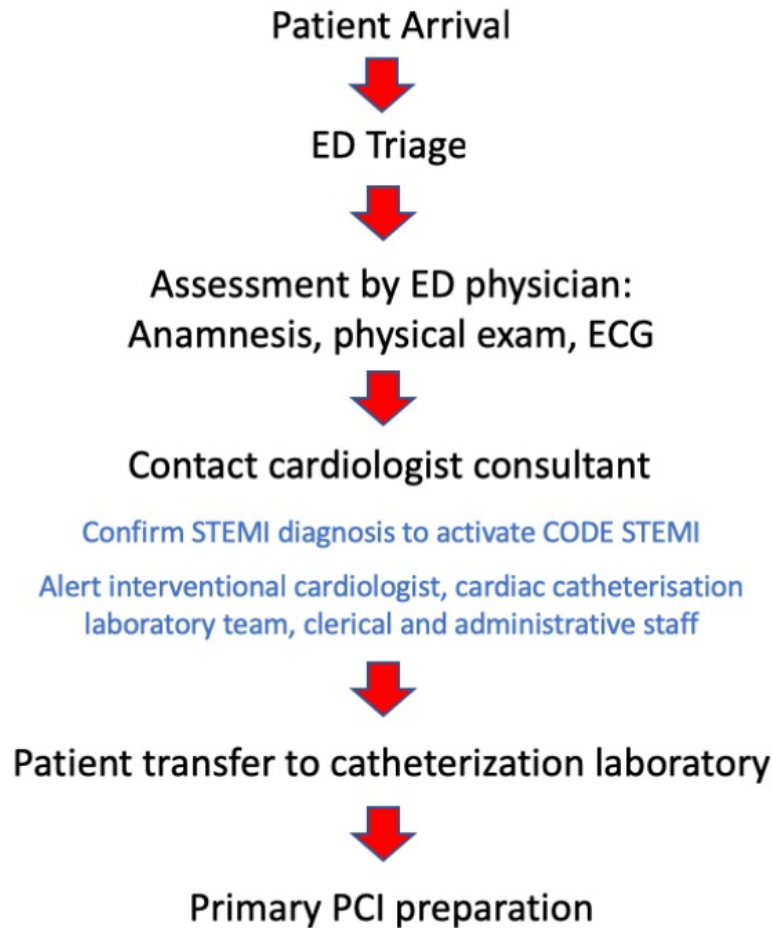 Patient Arrival
ED Triage
Assessment by ED physician:
Anamnesis, physical exam, ECG
Contact cardiologist consultant
Confirm STEMI diagnosis to activate CODE STEMI
Alert interventional cardiologist, cardiac catheterisation
laboratory team, clerical and administrative staff
Patient transfer to catheterization laboratory
Primary PCI preparation